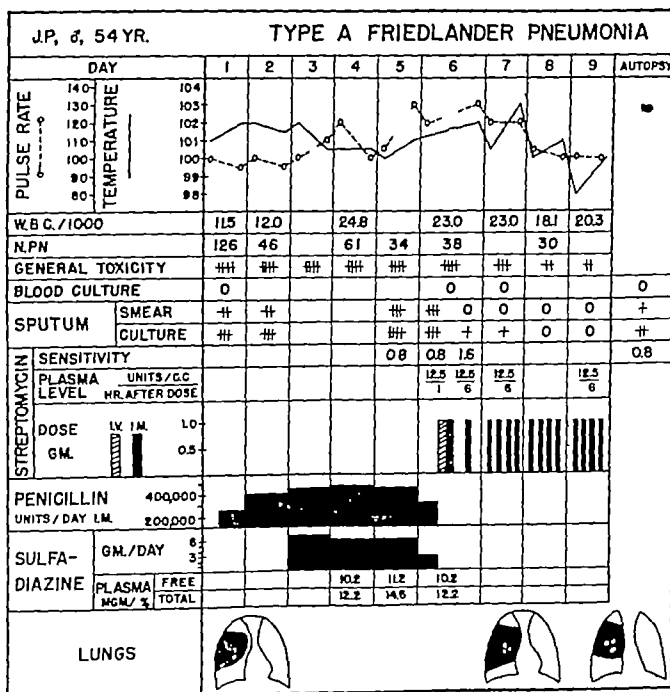 J.P., ♂, 54 YR. TYPE A FRIEDLANDER PNEUMONIA
DAY 1 2 3 4 5 6 7 8 9 AUTOPSY
PULSE RATE
140
130
120
110
100
90
80
TEMPERATURE
104
103
102
101
100
99
98
W.B.C./1000 11.5 12.0 24.8 23.0 23.0 18.1 20.3
N.P.N 126 46 61 34 38 30
GENERAL TOXICITY
BLOOD CULTURE 0 0 0 0
SPUTUM
SMEAR 0 0 0 0 +
CULTURE + + 0 0
STREPTOMYCIN
SENSITIVITY 0.8 0.8 1.6 0.8
PLASMA LEVEL UNITS/C.C 12.5 12.5 12.5 12.5
HR. AFTER DOSE 1 6 6 6
DOSE GM. I.V. I.M. 1.0
0.5
PENICILLIN 400,000
UNITS/DAY I.M. 200,000
SULFA-DIAZINE
GM./DAY 6
3
PLASMA MGM/% FREE 10.2 11.2 10.2
TOTAL 12.2 14.6 12.2
LUNGS